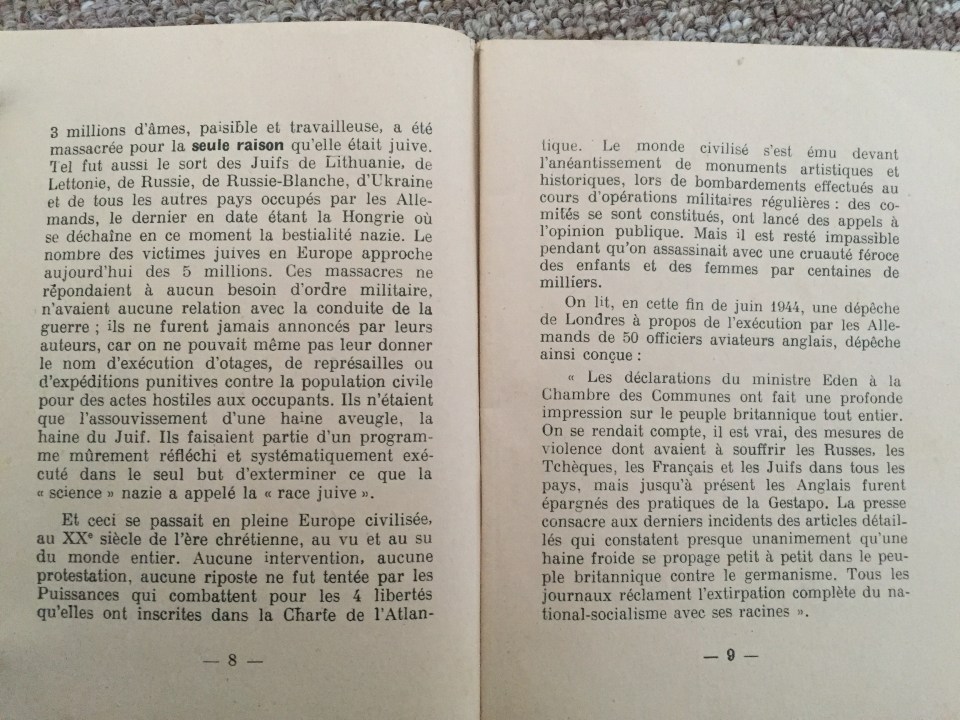 3 millions d'âmes, paisible et travailleuse, a été
massacrée pour la seule raison qu'elle était juive.
Tel fut aussi le sort des Juifs de Lithuanie, de
Lettonie, de Russie, de Russie-Blanche, d'Ukraine
et de tous les autres pays occupés par les Alle-
mands, le dernier en date étant la Hongrie où
se déchaîne en ce moment la bestialité nazie. Le
nombre des victimes juives en Europe approche
aujourd'hui des 5 millions. Ces massacres ne
répondaient à aucun besoin d'ordre militaire,
n'avaient aucune relation avec la conduite de la
guerre ; ils ne furent jamais annoncés par leurs
auteurs, car on ne pouvait même pas leur donner
le nom d'exécution d'otages, de représailles ou
d'expéditions punitives contre la population civile
pour des actes hostiles aux occupants. Ils n'étaient
que l'assouvissement d'une haine aveugle, la
haine du Juif. Ils faisaient partie d'un program-
me mûrement réfléchi et systématiquement exé-
cuté dans le seul but d'exterminer ce que la
« science » nazie a appelé la « race juive ».
Et ceci se passait en pleine Europe civilisée,
au XXe siècle de l'ère chrétienne, au vu et au su
du monde entier. Aucune intervention, aucune
protestation, aucune riposte ne fut tentée par les
Puissances qui combattent pour les 4 libertés
qu'elles ont inscrites dans la Charte de l'Atlan-
— 8 —
tique. Le monde civilisé s'est ému devant
l'anéantissement de monuments artistiques et
historiques, lors de bombardements effectués au
cours d'opérations militaires régulières : des co-
mités se sont constitués, ont lancé des appels à
l'opinion publique. Mais il est resté impassible
pendant qu'on assassinait avec une cruauté féroce
des enfants et des femmes par centaines de
milliers.
On lit, en cette fin de juin 1944, une dépêche
de Londres à propos de l'exécution par les Alle-
mands de 50 officiers aviateurs anglais, dépêche
ainsi conçue :
« Les déclarations du ministre Eden à la
Chambre des Communes ont fait une profonde
impression sur le peuple britannique tout entier.
On se rendait compte, il est vrai, des mesures de
violence dont avaient à souffrir les Russes, les
Tchèques, les Français et les Juifs dans tous les
pays, mais jusqu'à présent les Anglais furent
épargnés des pratiques de la Gestapo. La presse
consacre aux derniers incidents des articles détail-
lés qui constatent presque unanimement qu'une
haine froide se propage petit à petit dans le peu-
ple britannique contre le germanisme. Tous les
journaux réclament l'extirpation complète du na-
tional-socialisme avec ses racines ».
— 9 —